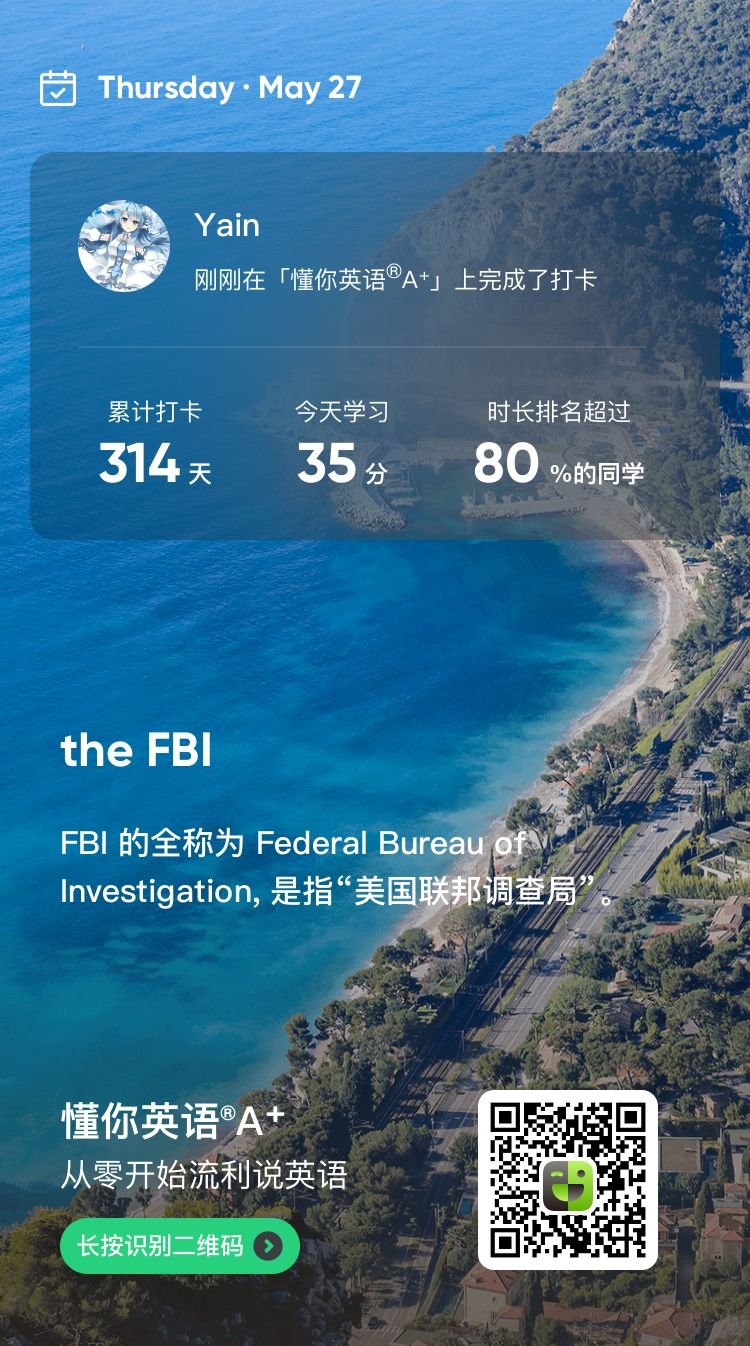 Thursday · May 27
Yain
刚刚在「懂你英语®A⁺」上完成了打卡
累计打卡 今天学习 时长排名超过
314 天 35 分 80 %的同学
the FBI
FBI 的全称为 Federal Bureau of
Investigation, 是指“美国联邦调查局”。
懂你英语®A⁺
从零开始流利说英语
长按识别二维码